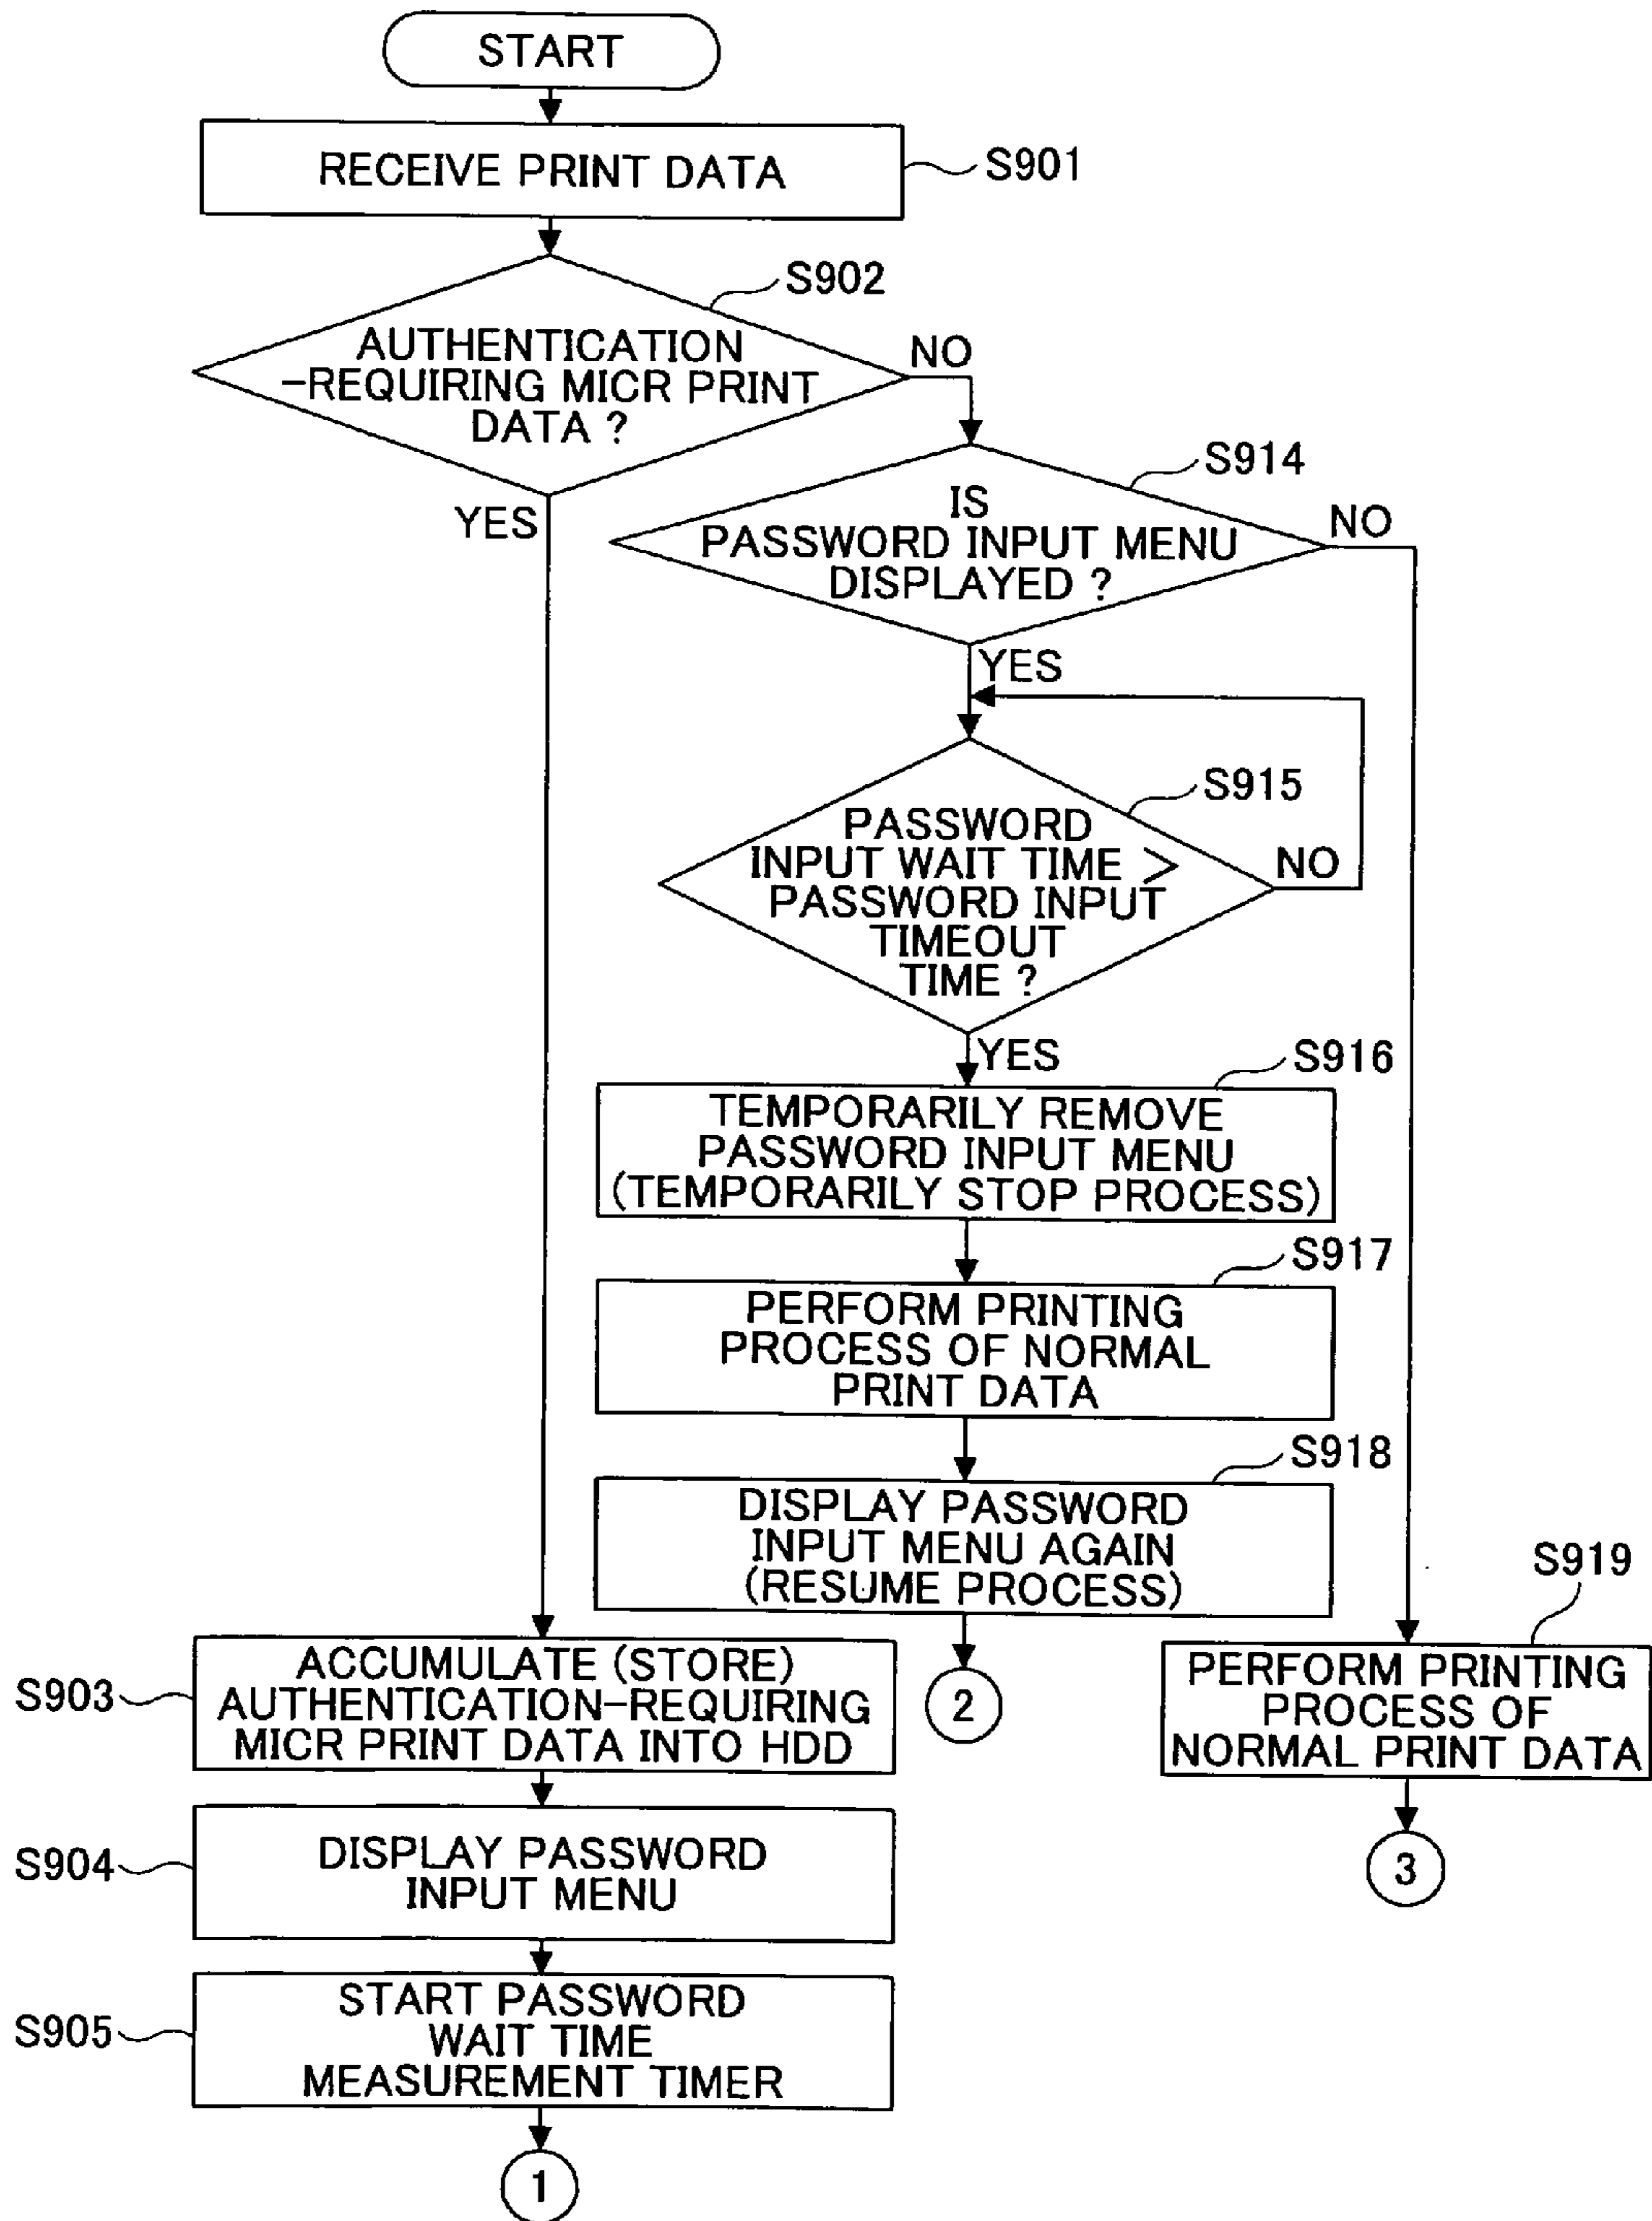 START
RECEIVE PRINT DATA
S901
S902
AUTHENTICATION
-REQUIRING MICR PRINT
DATA ?
NO
YES
S914
IS
PASSWORD INPUT MENU
DISPLAYED ?
NO
YES
S915
PASSWORD
INPUT WAIT TIME >
PASSWORD INPUT
TIMEOUT
TIME ?
NO
YES
S916
TEMPORARILY REMOVE
PASSWORD INPUT MENU
(TEMPORARILY STOP PROCESS)
S917
PERFORM PRINTING
PROCESS OF NORMAL
PRINT DATA
S918
DISPLAY PASSWORD
INPUT MENU AGAIN
(RESUME PROCESS)
2
S919
PERFORM PRINTING
PROCESS OF
NORMAL PRINT DATA
3
S903
ACCUMULATE (STORE)
AUTHENTICATION-REQUIRING
MICR PRINT DATA INTO HDD
S904
DISPLAY PASSWORD
INPUT MENU
S905
START PASSWORD
WAIT TIME
MEASUREMENT TIMER
1